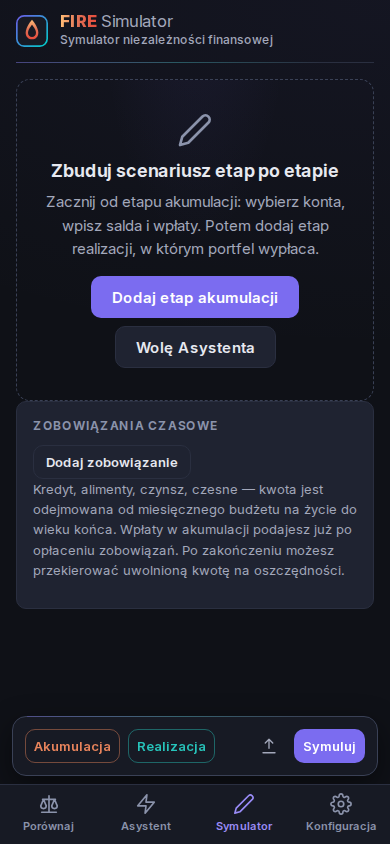 FIRE Simulator
Symulator niezależności finansowej
Zbuduj scenariusz etap po etapie
Zacznij od etapu akumulacji: wybierz konta,
wpisz salda i wpłaty. Potem dodaj etap
realizacji, w którym portfel wypłaca.
Dodaj etap akumulacji
Wolę Asystenta
ZOBOWIĄZANIA CZASOWE
Dodaj zobowiązanie
Kredyt, alimenty, czynsz, czesne — kwota jest
odejmowana od miesięcznego budżetu na życie do
wieku końca. Wpłaty w akumulacji podajesz już po
opłaceniu zobowiązań. Po zakończeniu możesz
przekierować uwolnioną kwotę na oszczędności.
Akumulacja Realizacja Symuluj
Porównaj Asystent Symulator Konfiguracja